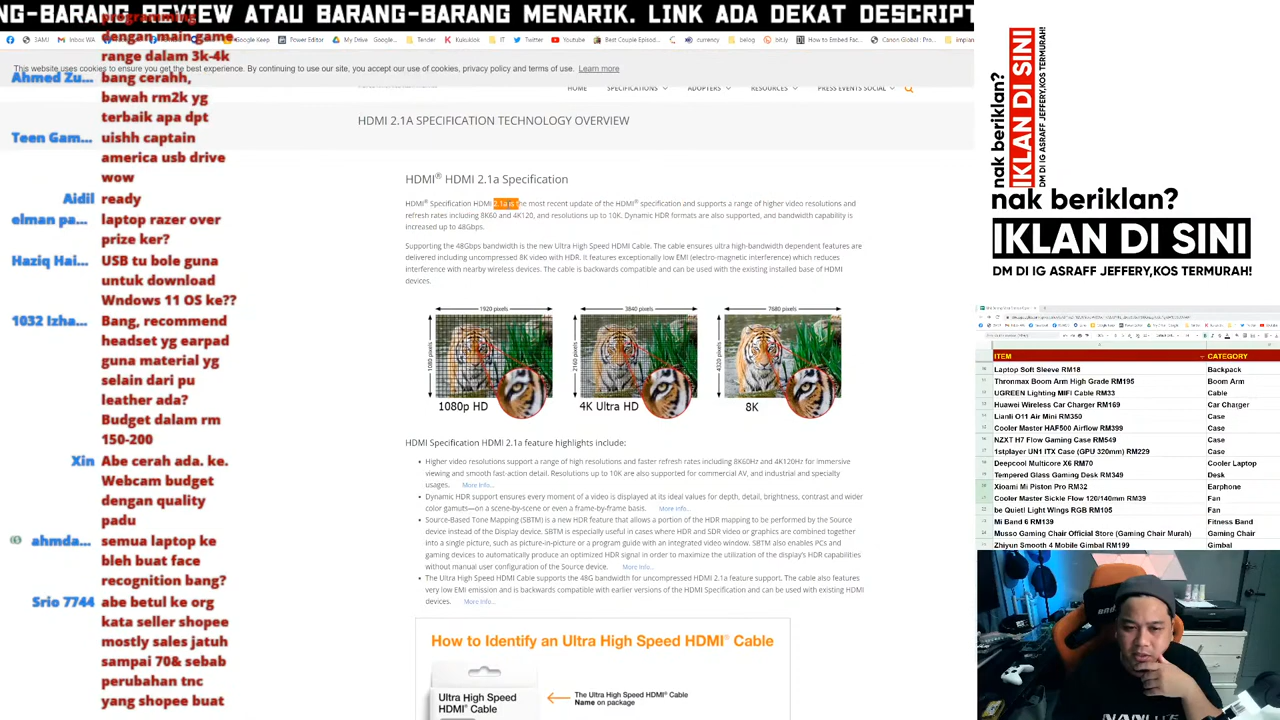 NG-BARANG REVIEW ATAU BARANG-BARANG MENARIK. LINK ADA DEKAT DESCRIPT
SAMJ
Inbox WA
Google Keep
Power Editor
My Drive - Google...
Tender
Kukuklok
IT
Twitter
Youtube
Best Couple Episod...
currency
belog
bit.ly
How to Embed Fac...
Canon Global : Prin...
This website uses cookies to ensure you get the best experience. By continuing to use our site, you accept our use of cookies, privacy policy and terms of use. Learn more
HOME
SPECIFICATIONS
ADOPTERS
RESOURCES
PRESS EVENTS SOCIAL
HDMI 2.1A SPECIFICATION TECHNOLOGY OVERVIEW
HDMI® HDMI 2.1a Specification
HDMI® Specification HDMI 2.1a is the most recent update of the HDMI® specification and supports a range of higher video resolutions and
refresh rates including 8K60 and 4K120, and resolutions up to 10K. Dynamic HDR formats are also supported, and bandwidth capability is
increased up to 48Gbps.
Supporting the 48Gbps bandwidth is the new Ultra High Speed HDMI Cable. The cable ensures ultra high-bandwidth dependent features are
delivered including uncompressed 8K video with HDR. It features exceptionally low EMI (electro-magnetic interference) which reduces
interference with nearby wireless devices. The cable is backwards compatible and can be used with the existing installed base of HDMI
devices.
1920 pixels
1080 pixels
1080p HD
3840 pixels
2160 pixels
4K Ultra HD
7680 pixels
4320 pixels
8K
HDMI Specification HDMI 2.1a feature highlights include:
Higher video resolutions support a range of high resolutions and faster refresh rates including 8K60Hz and 4K120Hz for immersive
viewing and smooth fast-action detail. Resolutions up to 10K are also supported for commercial AV, and industrial and specialty
usages. More Info...
Dynamic HDR support ensures every moment of a video is displayed at its ideal values for depth, detail, brightness, contrast and wider
color gamuts—on a scene-by-scene or even a frame-by-frame basis. More Info...
Source-Based Tone Mapping (SBTM) is a new HDR feature that allows a portion of the HDR mapping to be performed by the Source
device instead of the Display device. SBTM is especially useful in cases where HDR and SDR video or graphics are combined together
into a single picture, such as picture-in-picture or a program guide with an integrated video window. SBTM also enables PCs and
gaming devices to automatically produce an optimized HDR signal in order to maximize the utilization of the display's HDR capabilities
without manual user configuration of the Source device. More Info...
The Ultra High Speed HDMI Cable supports the 48G bandwidth for uncompressed HDMI 2.1a feature support. The cable also features
very low EMI emission and is backwards compatible with earlier versions of the HDMI Specification and can be used with existing HDMI
devices. More Info...
How to Identify an Ultra High Speed HDMI Cable
Ultra High Speed
HDMI Cable
The Ultra High Speed HDMI® Cable
Name on package
programming
dengan main game
range dalam 3k-4k
Ahmed Zu... bang cerahh,
bawah rm2k yg
terbaik apa dpt
Teen Gam... uishh captain
america usb drive
wow
Aidil ready
elman pa... laptop razer over
prize ker?
Haziq Hai... USB tu bole guna
untuk download
Wndows 11 OS ke??
1032 Izha... Bang, recommend
headset yg earpad
guna material yg
selain dari pu
leather ada?
Budget dalam rm
150-200
Xin Abe cerah ada. ke.
Webcam budget
dengan quality
padu
ahmda... semua laptop ke
bleh buat face
recognition bang?
Srio 7744 abe betul ke org
kata seller shopee
mostly sales jatuh
sampai 70& sebab
perubahan tnc
yang shopee buat
nak beriklan?
IKLAN DI SINI
DM DI IG ASRAFF JEFFERY,KOS TERMURAH!
nak beriklan?
IKLAN DI SINI
DM DI IG ASRAFF JEFFERY,KOS TERMURAH!
ITEM CATEGORY
Laptop Soft Sleeve RM18 Backpack
Thronmax Boom Arm High Grade RM195 Boom Arm
UGREEN Lighting MIFI Cable RM33 Cable
Huawei Wireless Car Charger RM169 Car Charger
Lianli O11 Air Mini RM350 Case
Cooler Master HAF500 Airflow RM399 Case
NZXT H7 Flow Gaming Case RM549 Case
1stplayer UN1 ITX Case (GPU 320mm) RM229 Case
Deepcool Multicore X6 RM70 Cooler Laptop
Tempered Glass Gaming Desk RM349 Desk
Xioami Mi Piston Pro RM32 Earphone
Cooler Master Sickle Flow 120/140mm RM39 Fan
be Quiet! Light Wings RGB RM105 Fan
Mi Band 6 RM139 Fitness Band
Musso Gaming Chair Official Store (Gaming Chair Murah) Gaming Chair
Zhiyun Smooth 4 Mobile Gimbal RM199 Gimbal